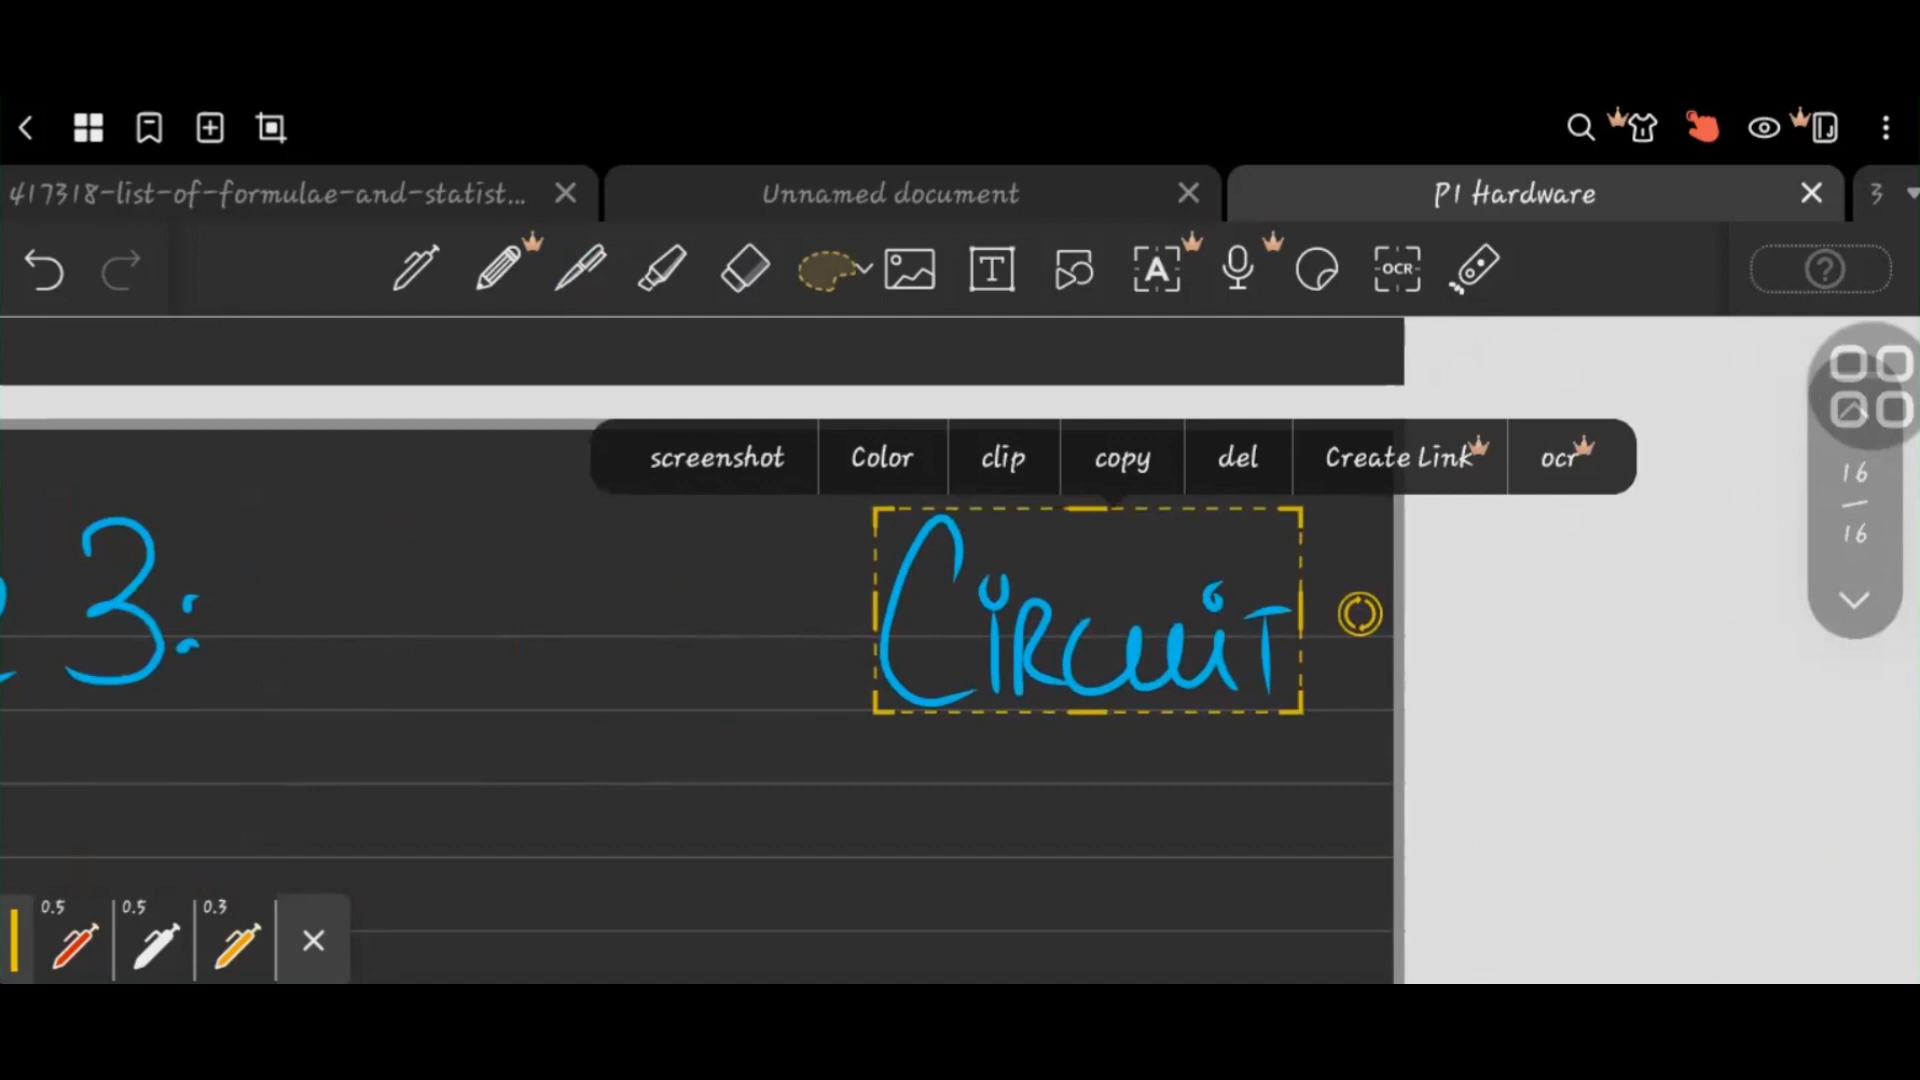 417318-list-of-formulae-and-statist...
Unnamed document
P1 Hardware
3
T
A
OCR
?
screenshot
Color
clip
copy
del
Create Link
ocr
16
16
3:
Circuit
0.5
0.5
0.3